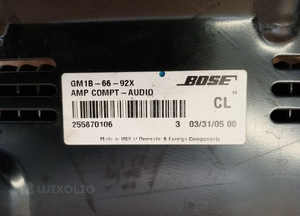 GM1B-66-92X
AMP COMPT-AUDIO
BOSE
CL
255870106 3 03/31/05 00
Made in USA of Domestic & Foreign Components
WIXOLIO